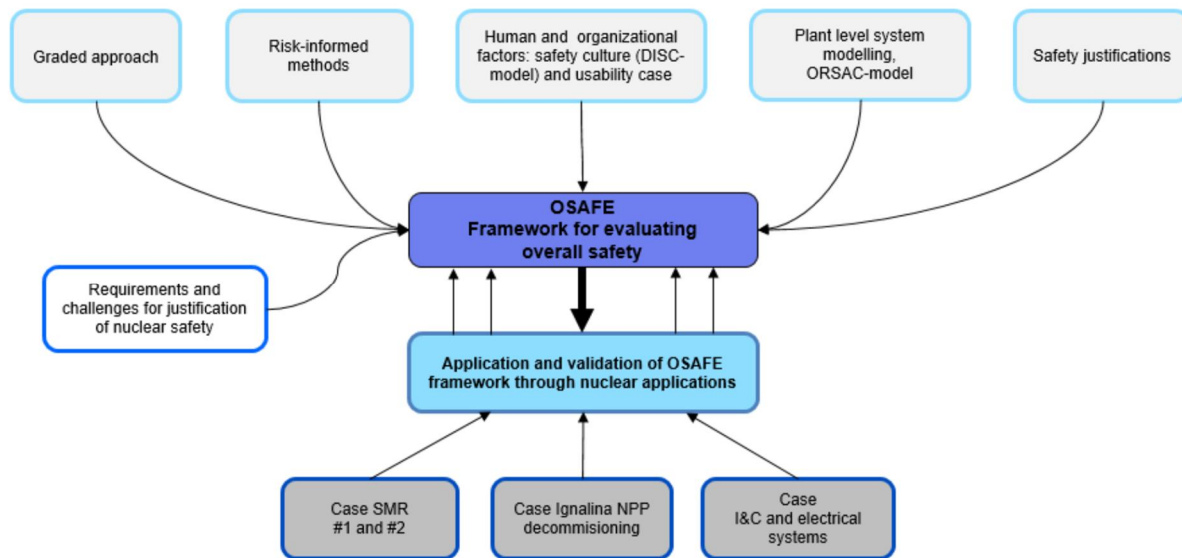 Graded approach
Risk-informed
methods
Human and organizational
factors: safety culture (DISC-
model) and usability case
Plant level system
modelling,
ORSAC-model
Safety justifications
OSAFE
Framework for evaluating
overall safety
Requirements and
challenges for justification
of nuclear safety
Application and validation of OSAFE
framework through nuclear applications
Case SMR
#1 and #2
Case Ignalina NPP
decommisioning
Case
I&C and electrical
systems